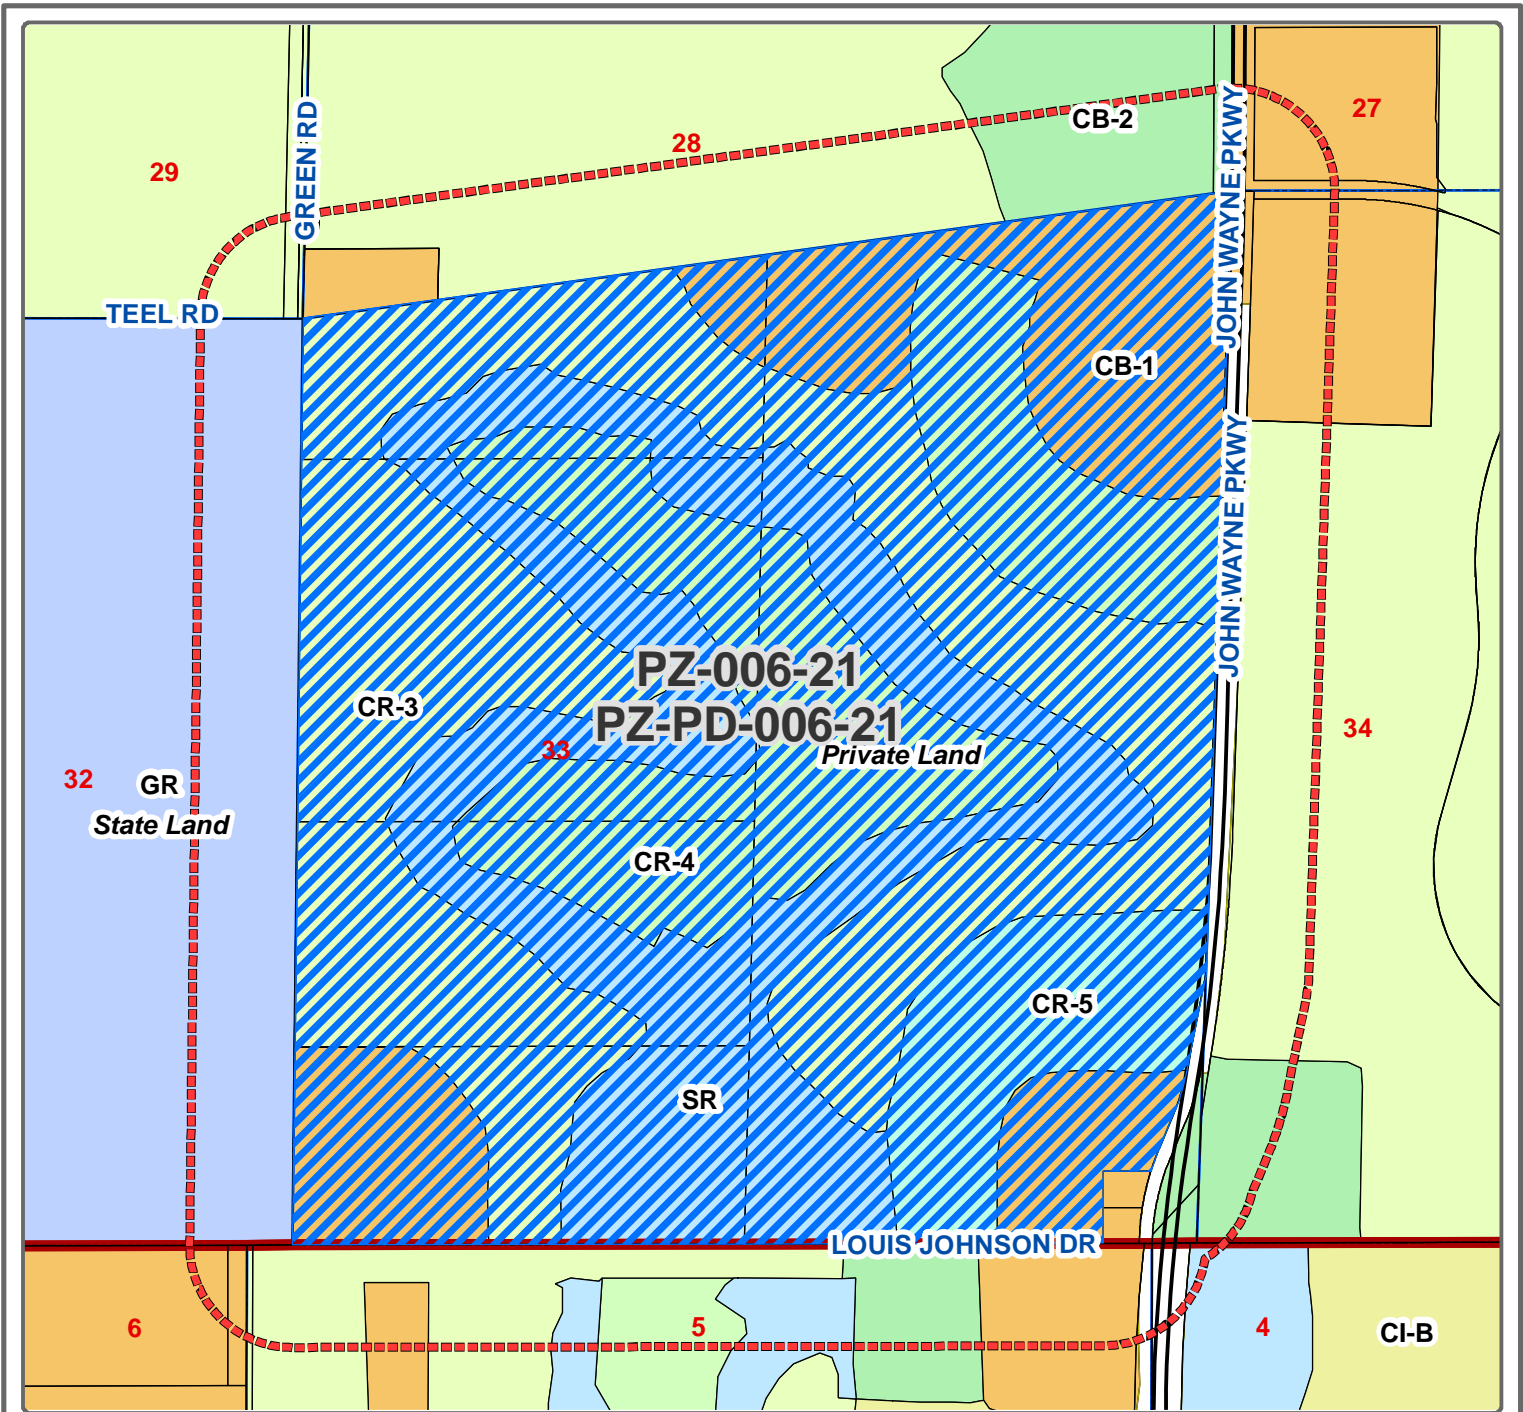 27
CB-2
28
29
GREEN RD
JOHN WAYNE PKWY
TEEL RD
CB-1
JOHN WAYNE PKWY
PZ-006-21
PZ-PD-006-21
CR-3
34
33
Private Land
32
GR
State Land
CR-4
CR-5
SR
LOUIS JOHNSON DR
6
5
4
CI-B